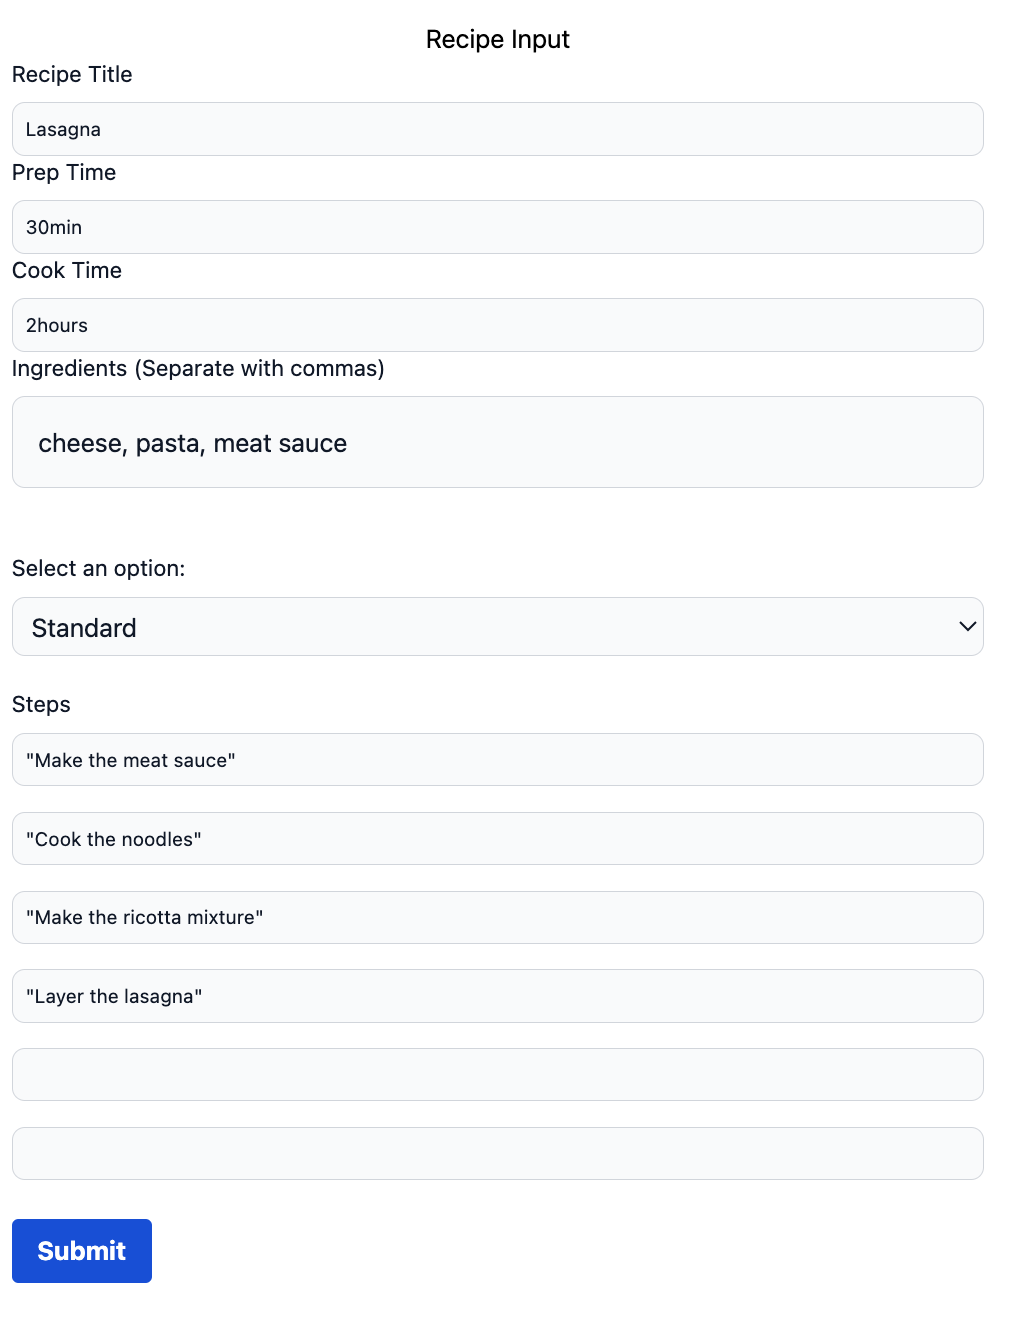 Recipe Input
Recipe Title
Lasagna
Prep Time
30min
Cook Time
2hours
Ingredients (Separate with commas)
cheese, pasta, meat sauce
Select an option:
Standard
Steps
"Make the meat sauce"
"Cook the noodles"
"Make the ricotta mixture"
"Layer the lasagna"
Submit